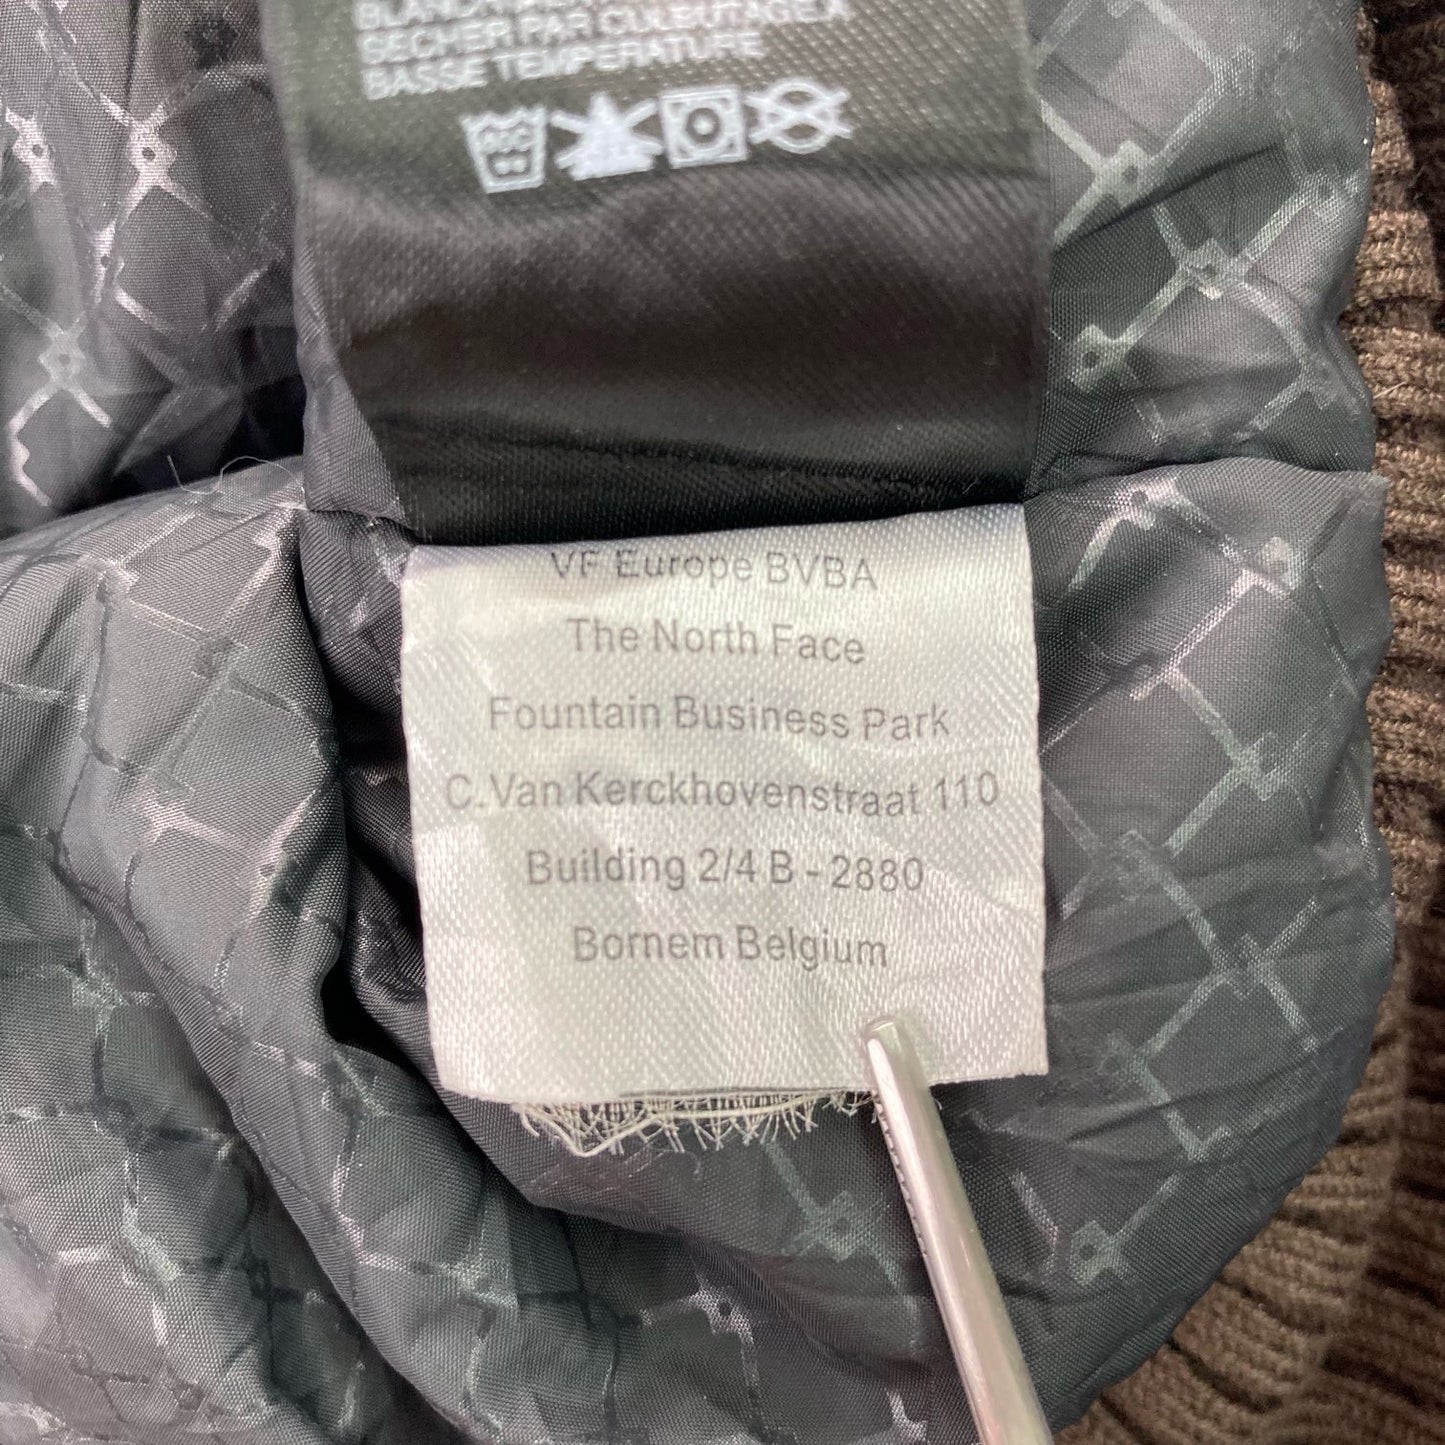 SÉCHER PAR CULBUTAGE À
BASSE TEMPERATURE
VF Europe BVBA
The North Face
Fountain Business Park
C.Van Kerckhovenstraat 110
Building 2/4 B - 2880
Bornem Belgium